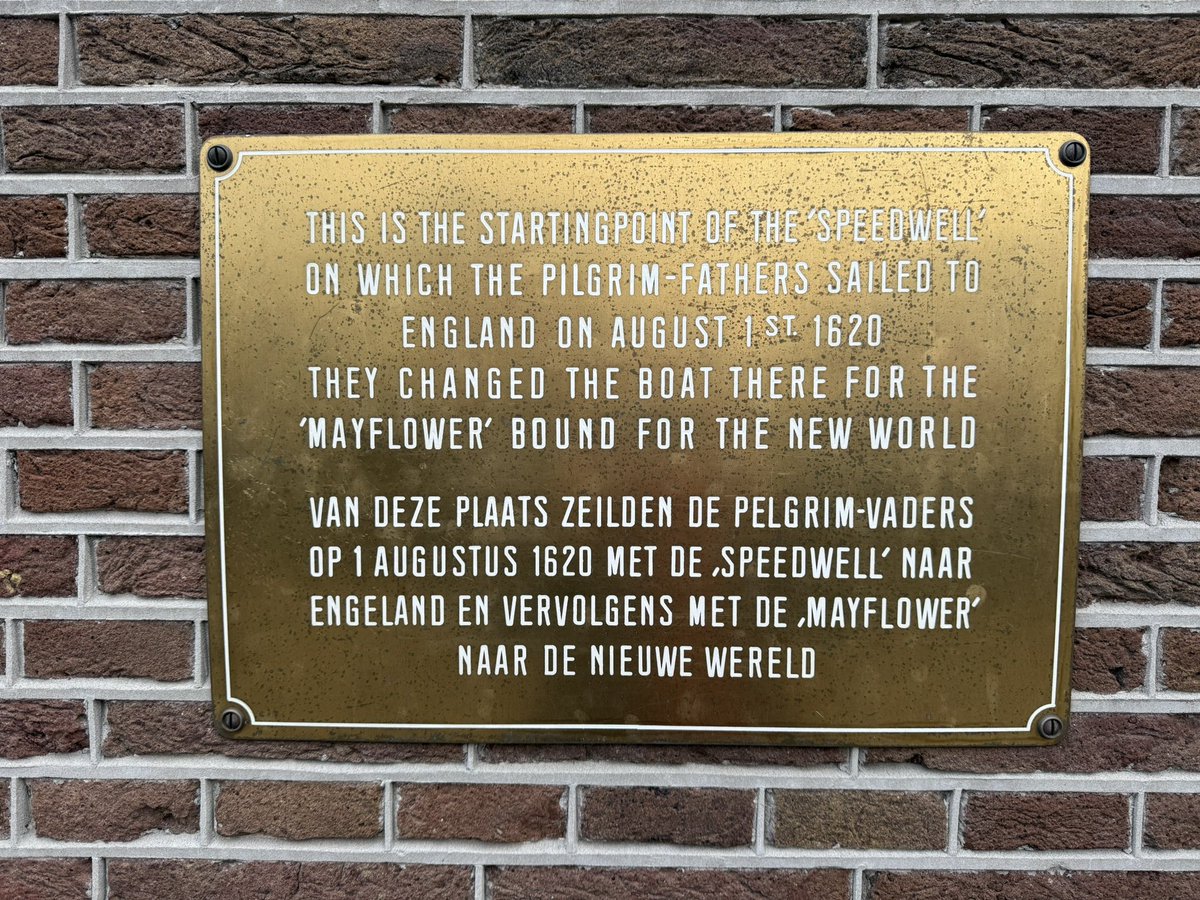 THIS IS THE STARTINGPOINT OF THE 'SPEEDWELL'
ON WHICH THE PILGRIM-FATHERS SAILED TO
ENGLAND ON AUGUST 1ST. 1620
THEY CHANGED THE BOAT THERE FOR THE
'MAYFLOWER' BOUND FOR THE NEW WORLD
VAN DEZE PLAATS ZEILDEN DE PELGRIM-VADERS
OP 1 AUGUSTUS 1620 MET DE ‚SPEEDWELL' NAAR
ENGELAND EN VERVOLGENS MET DE ‚MAYFLOWER'
NAAR DE NIEUWE WERELD